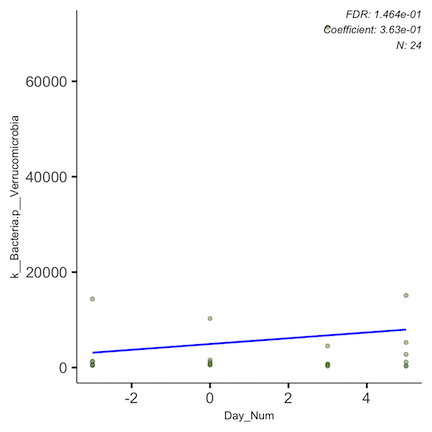 FDR: 1.464e-01
Coefficient: 3.63e-01
N: 24
60000
40000
20000
0
k__Bacteria.p__Verrucomicrobia
-2 0 2 4
Day_Num